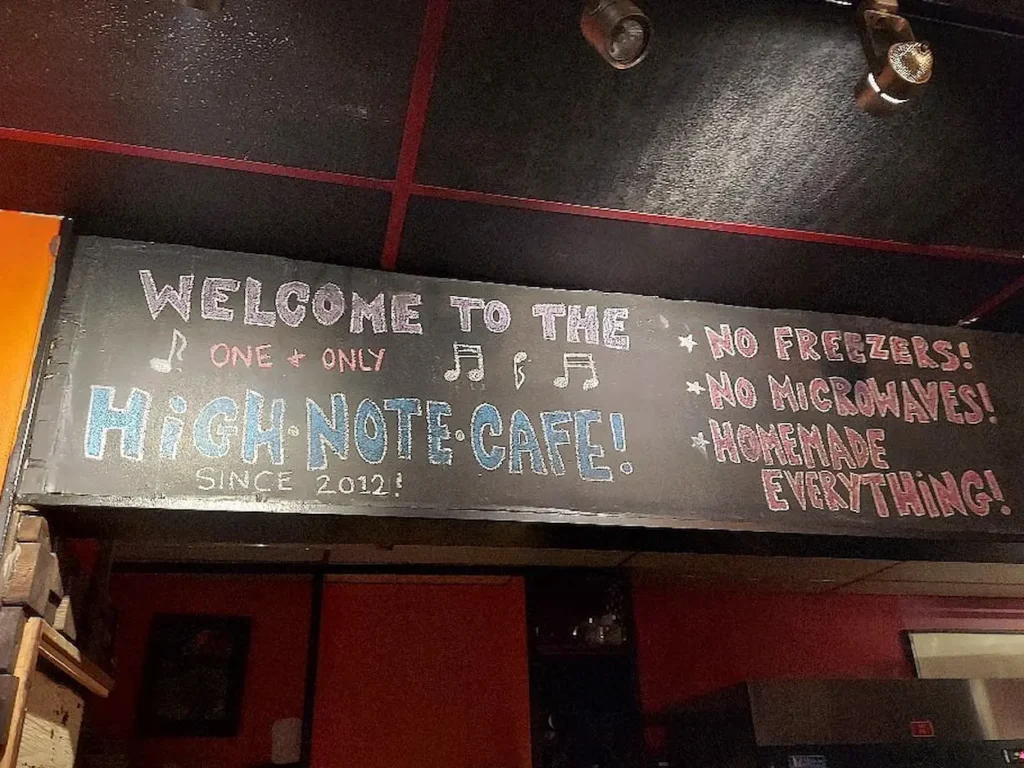 WELCOME TO THE
ONE + ONLY
HiGH·NOTE·CAFE!
SINCE 2012!
NO FREEZERS!
NO MiCROWAVES!
HOMEMADE
EVERYTHiNG!